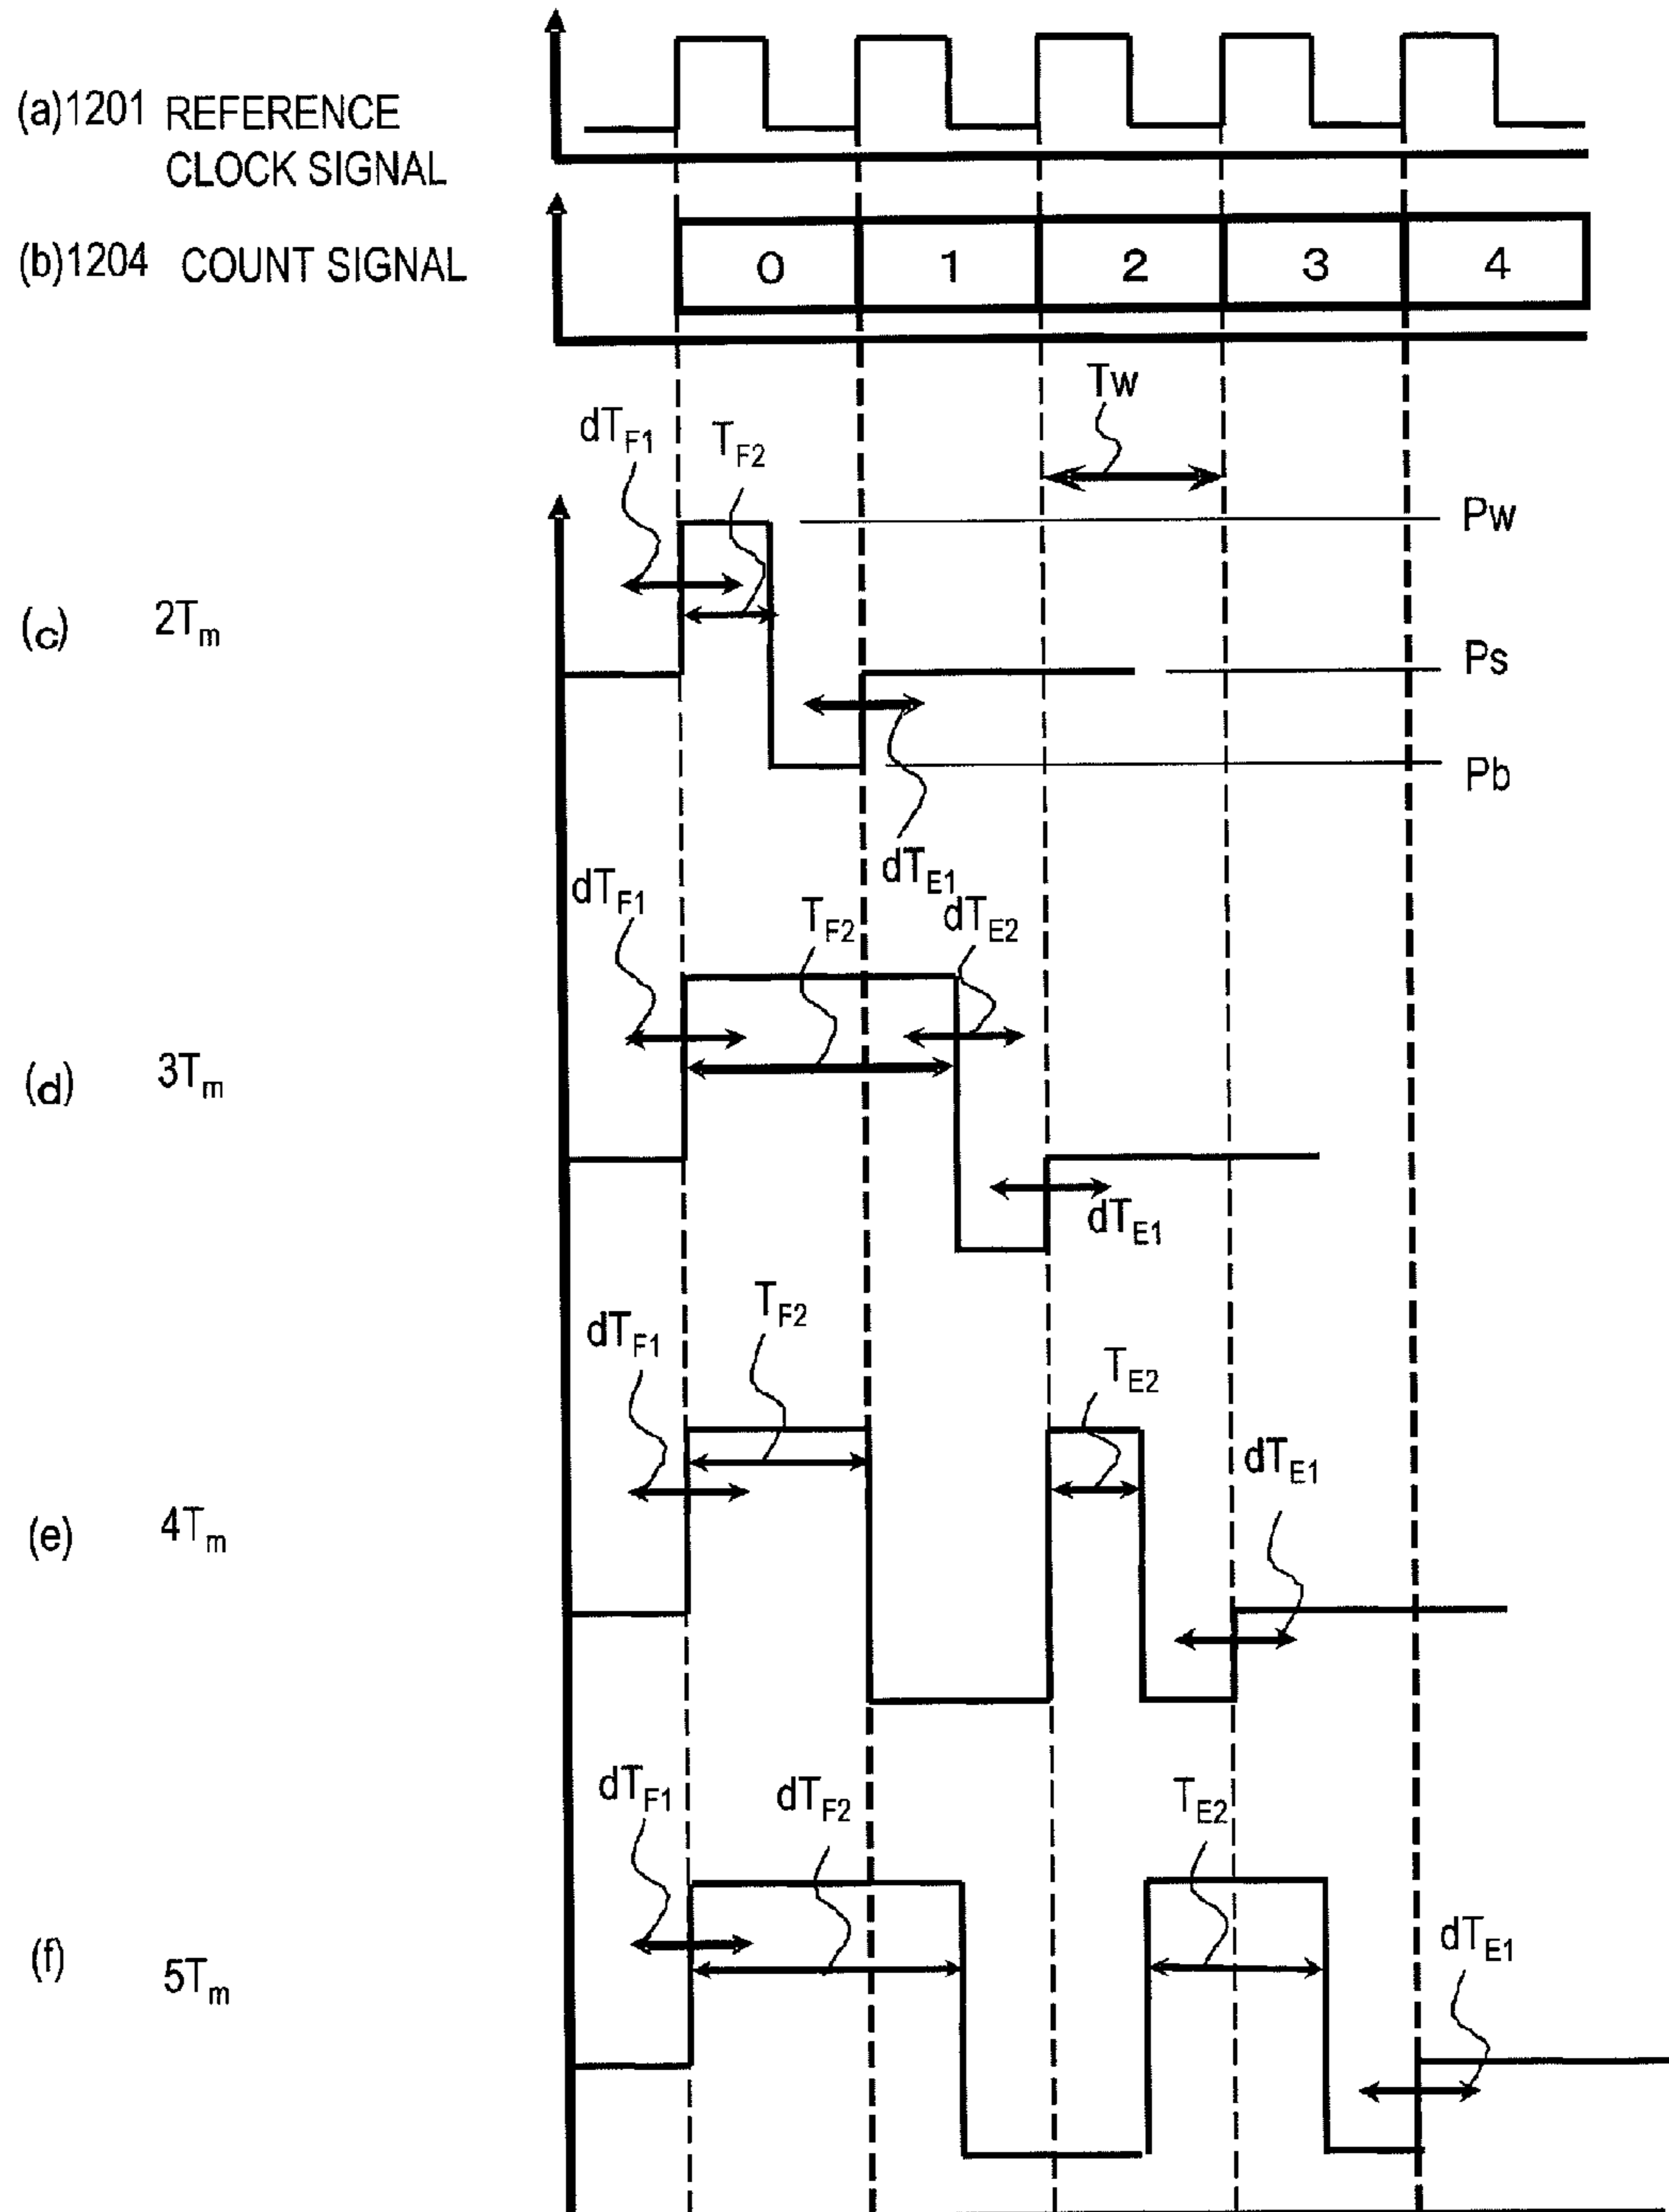 (a)1201 REFERENCE
CLOCK SIGNAL
(b)1204 COUNT SIGNAL
0 1 2 3 4
Tw
dTF1 TF2
Pw
(c) 2Tm
Ps
Pb
dTE1
dTF1 TF2 dTE2
(d) 3Tm
dTE1
dTF1 TF2 TE2
dTE1
(e) 4Tm
dTF1 dTF2 TE2
dTE1
(f) 5Tm